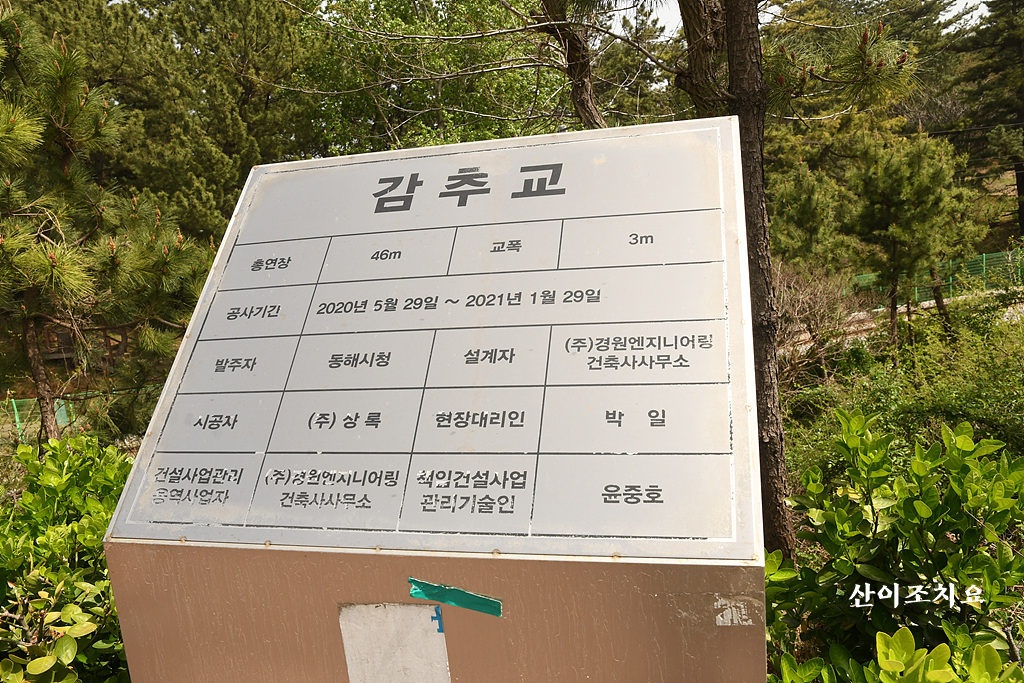 감추교
총연장 46m 교폭 3m
공사기간 2020년 5월 29일 ~ 2021년 1월 29일
발주자 동해시청 설계자 (주)경원엔지니어링
건축사사무소
시공자 (주) 상 록 현장대리인 박 일
건설사업관리 (주)경원엔지니어링 책임건설사업
용역사업자 건축사사무소 관리기술인 윤중호
산이조치요